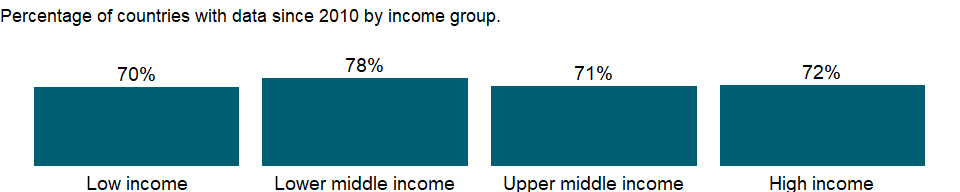 Percentage of countries with data since 2010 by income group.
70%
78%
71%
72%
Low income
Lower middle income
Upper middle income
High income